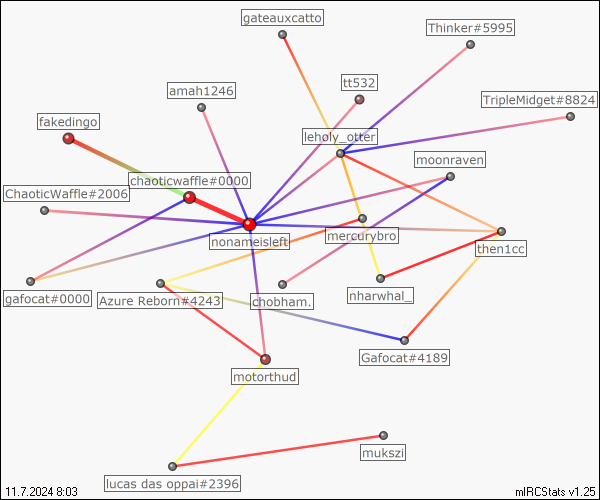 gateauxcatto
Thinker#5995
tt532
amah1246
TripleMidget#8824
fakedingo
leholy_otter
moonraven
chaoticwaffle#0000
ChaoticWaffle#2006
mercurybro
nonameisleft
then1cc
gafocat#0000
Azure Reborn#4243
chobham.
nharwhal_
Gafocat#4189
motorthud
mukszi
lucas das oppai#2396
11.7.2024 8:03
mIRCStats v1.25